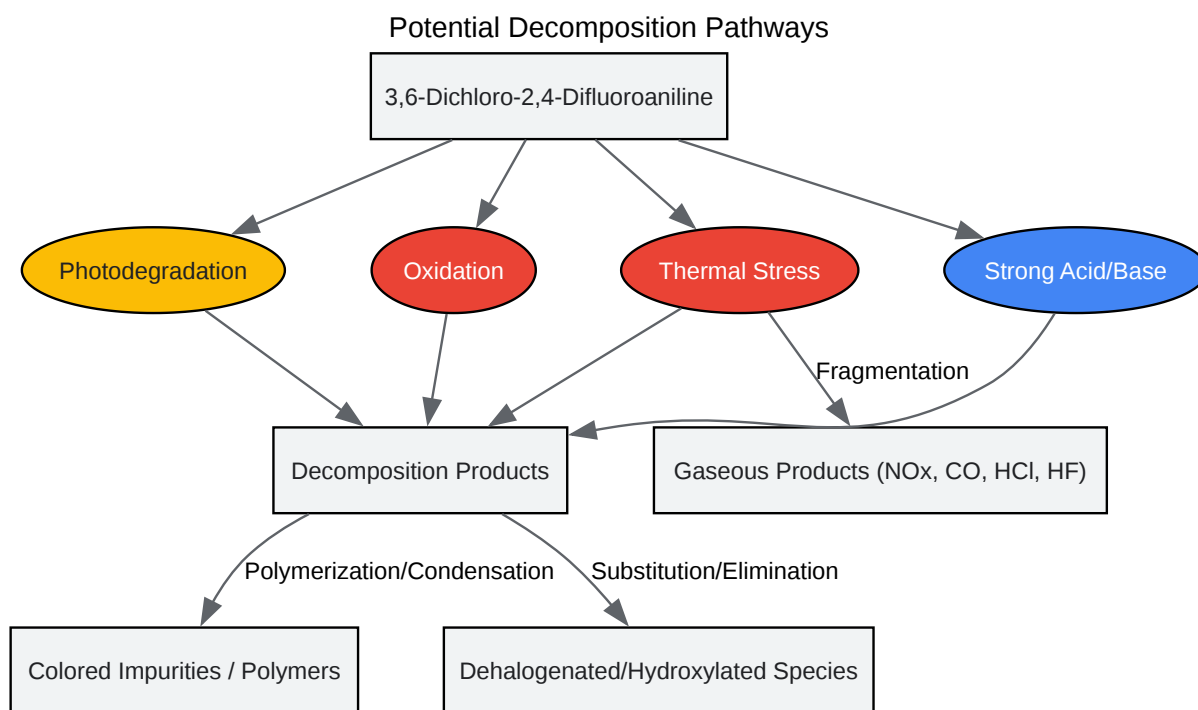 Potential Decomposition Pathways
3,6-Dichloro-2,4-Difluoroaniline
Photodegradation
Oxidation
Thermal Stress
Strong Acid/Base
Fragmentation
Decomposition Products
Gaseous Products (NOx, CO, HCl, HF)
Polymerization/Condensation
Substitution/Elimination
Colored Impurities / Polymers
Dehalogenated/Hydroxylated Species